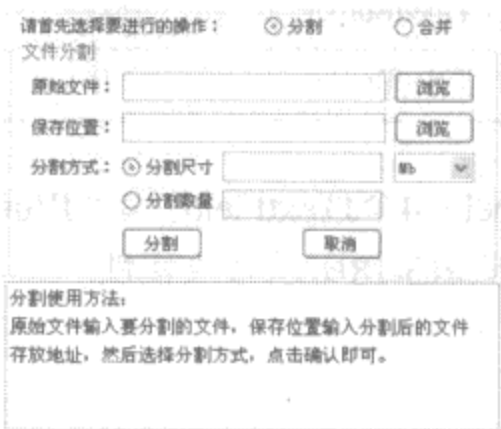 请首先选择要进行的操作： 分割 合并
文件分割
原始文件： 浏览
保存位置： 浏览
分割方式： 分割尺寸 Mb
分割数量
分割 取消
分割使用方法：
原始文件输入要分割的文件，保存位置输入分割后的文件
存放地址，然后选择分割方式，点击确认即可。